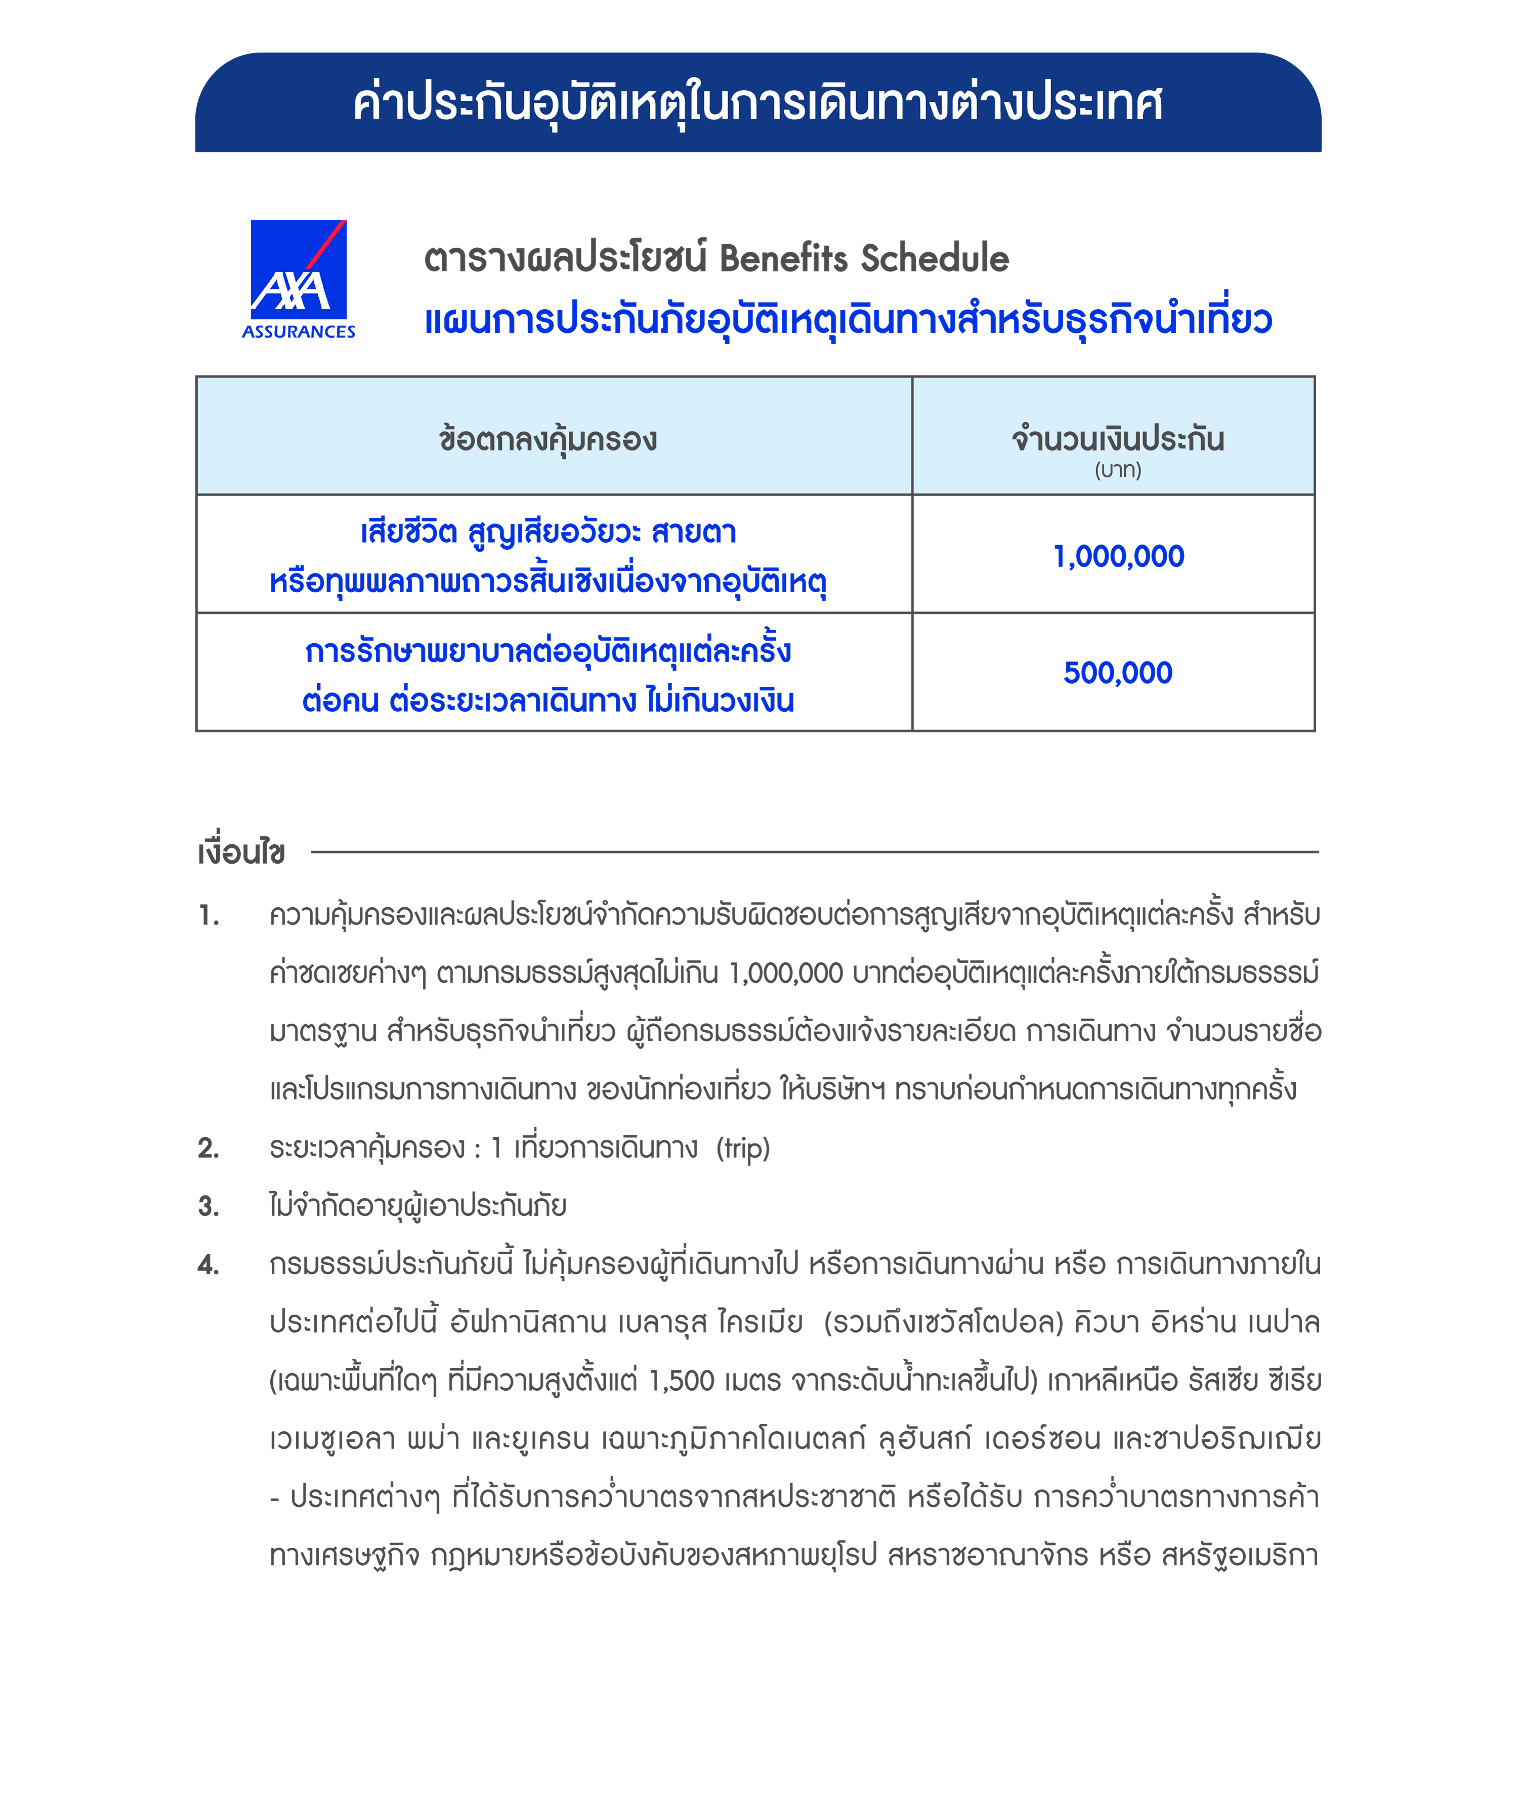 ค่าประกันอุบัติเหตุในการเดินทางต่างประเทศ
AXA
ASSURANCES
ตารางผลประโยชน์ Benefits Schedule
แผนการประกันภัยอุบัติเหตุเดินทางสำหรับธุรกิจนำเที่ยว
ข้อตกลงคุ้มครอง
จำนวนเงินประกัน
(บาท)
เสียชีวิต สูญเสียอวัยวะ สายตา
หรือทุพพลภาพถาวรสิ้นเชิงเนื่องจากอุบัติเหตุ
1,000,000
การรักษาพยาบาลต่ออุบัติเหตุแต่ละครั้ง
ต่อคน ต่อระยะเวลาเดินทาง ไม่เกินวงเงิน
500,000
เงื่อนไข
1. ความคุ้มครองและผลประโยชน์จำกัดความรับผิดชอบต่อการสูญเสียจากอุบัติเหตุแต่ละครั้ง สำหรับ
ค่าชดเชยค่างๆ ตามกรมธรรม์สูงสุดไม่เกิน 1,000,000 บาทต่ออุบัติเหตุแต่ละครั้งภายใต้กรมธรรรม์
มาตรฐาน สำหรับธุรกิจนำเที่ยว ผู้ถือกรมธรรม์ต้องแจ้งรายละเอียด การเดินทาง จำนวนรายชื่อ
และโปรแกรมการทางเดินทาง ของนักท่องเที่ยว ให้บริษัทฯ ทราบก่อนกำหนดการเดินทางทุกครั้ง
2. ระยะเวลาคุ้มครอง : 1 เที่ยวการเดินทาง (trip)
3. ไม่จำกัดอายุผู้เอาประกันภัย
4. กรมธรรม์ประกันภัยนี้ ไม่คุ้มครองผู้ที่เดินทางไป หรือการเดินทางผ่าน หรือ การเดินทางภายใน
ประเทศต่อไปนี้ อัฟกานิสถาน เบลารุส ไครเมีย (รวมถึงเซวัสโตปอล) คิวบา อิหร่าน เนปาล
(เฉพาะพื้นที่ใดๆ ที่มีความสูงตั้งแต่ 1,500 เมตร จากระดับน้ำทะเลขึ้นไป) เกาหลีเหนือ รัสเซีย ซีเรีย
เวเมซูเอลา พม่า และยูเครน เฉพาะภูมิภาคโดเนตลก์ ลูฮันสก์ เดอร์ซอน และซาปอริฌเฌีย
- ประเทศต่างๆ ที่ได้รับการคว่ำบาตรจากสหประชาชาติ หรือได้รับ การคว่ำบาตรทางการค้า
ทางเศรษฐกิจ กฎหมายหรือข้อบังคับของสหภาพยุโรป สหราชอาณาจักร หรือ สหรัฐอเมริกา